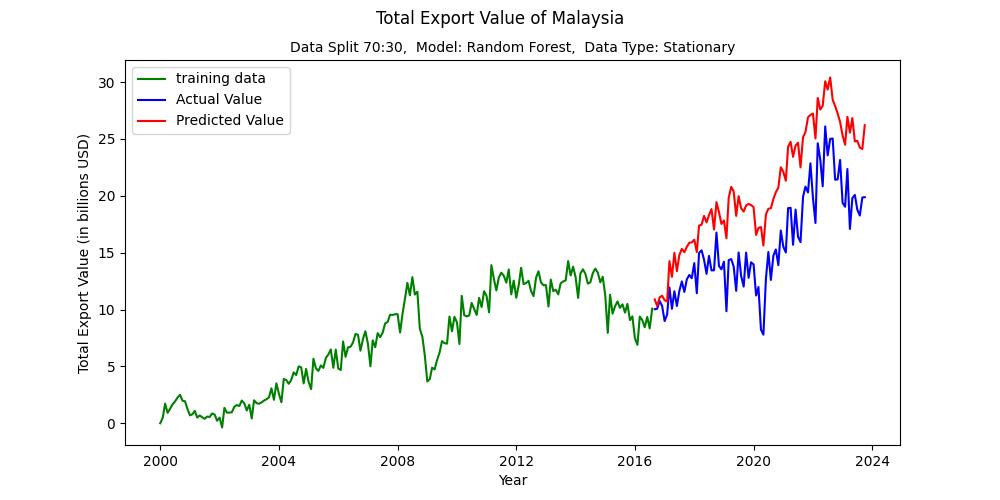 Total Export Value of Malaysia
Data Split 70:30,  Model: Random Forest,  Data Type: Stationary
training data
Actual Value
Predicted Value
Total Export Value (in billions USD)
30
25
20
15
10
5
0
2000
2004
2008
2012
2016
2020
2024
Year